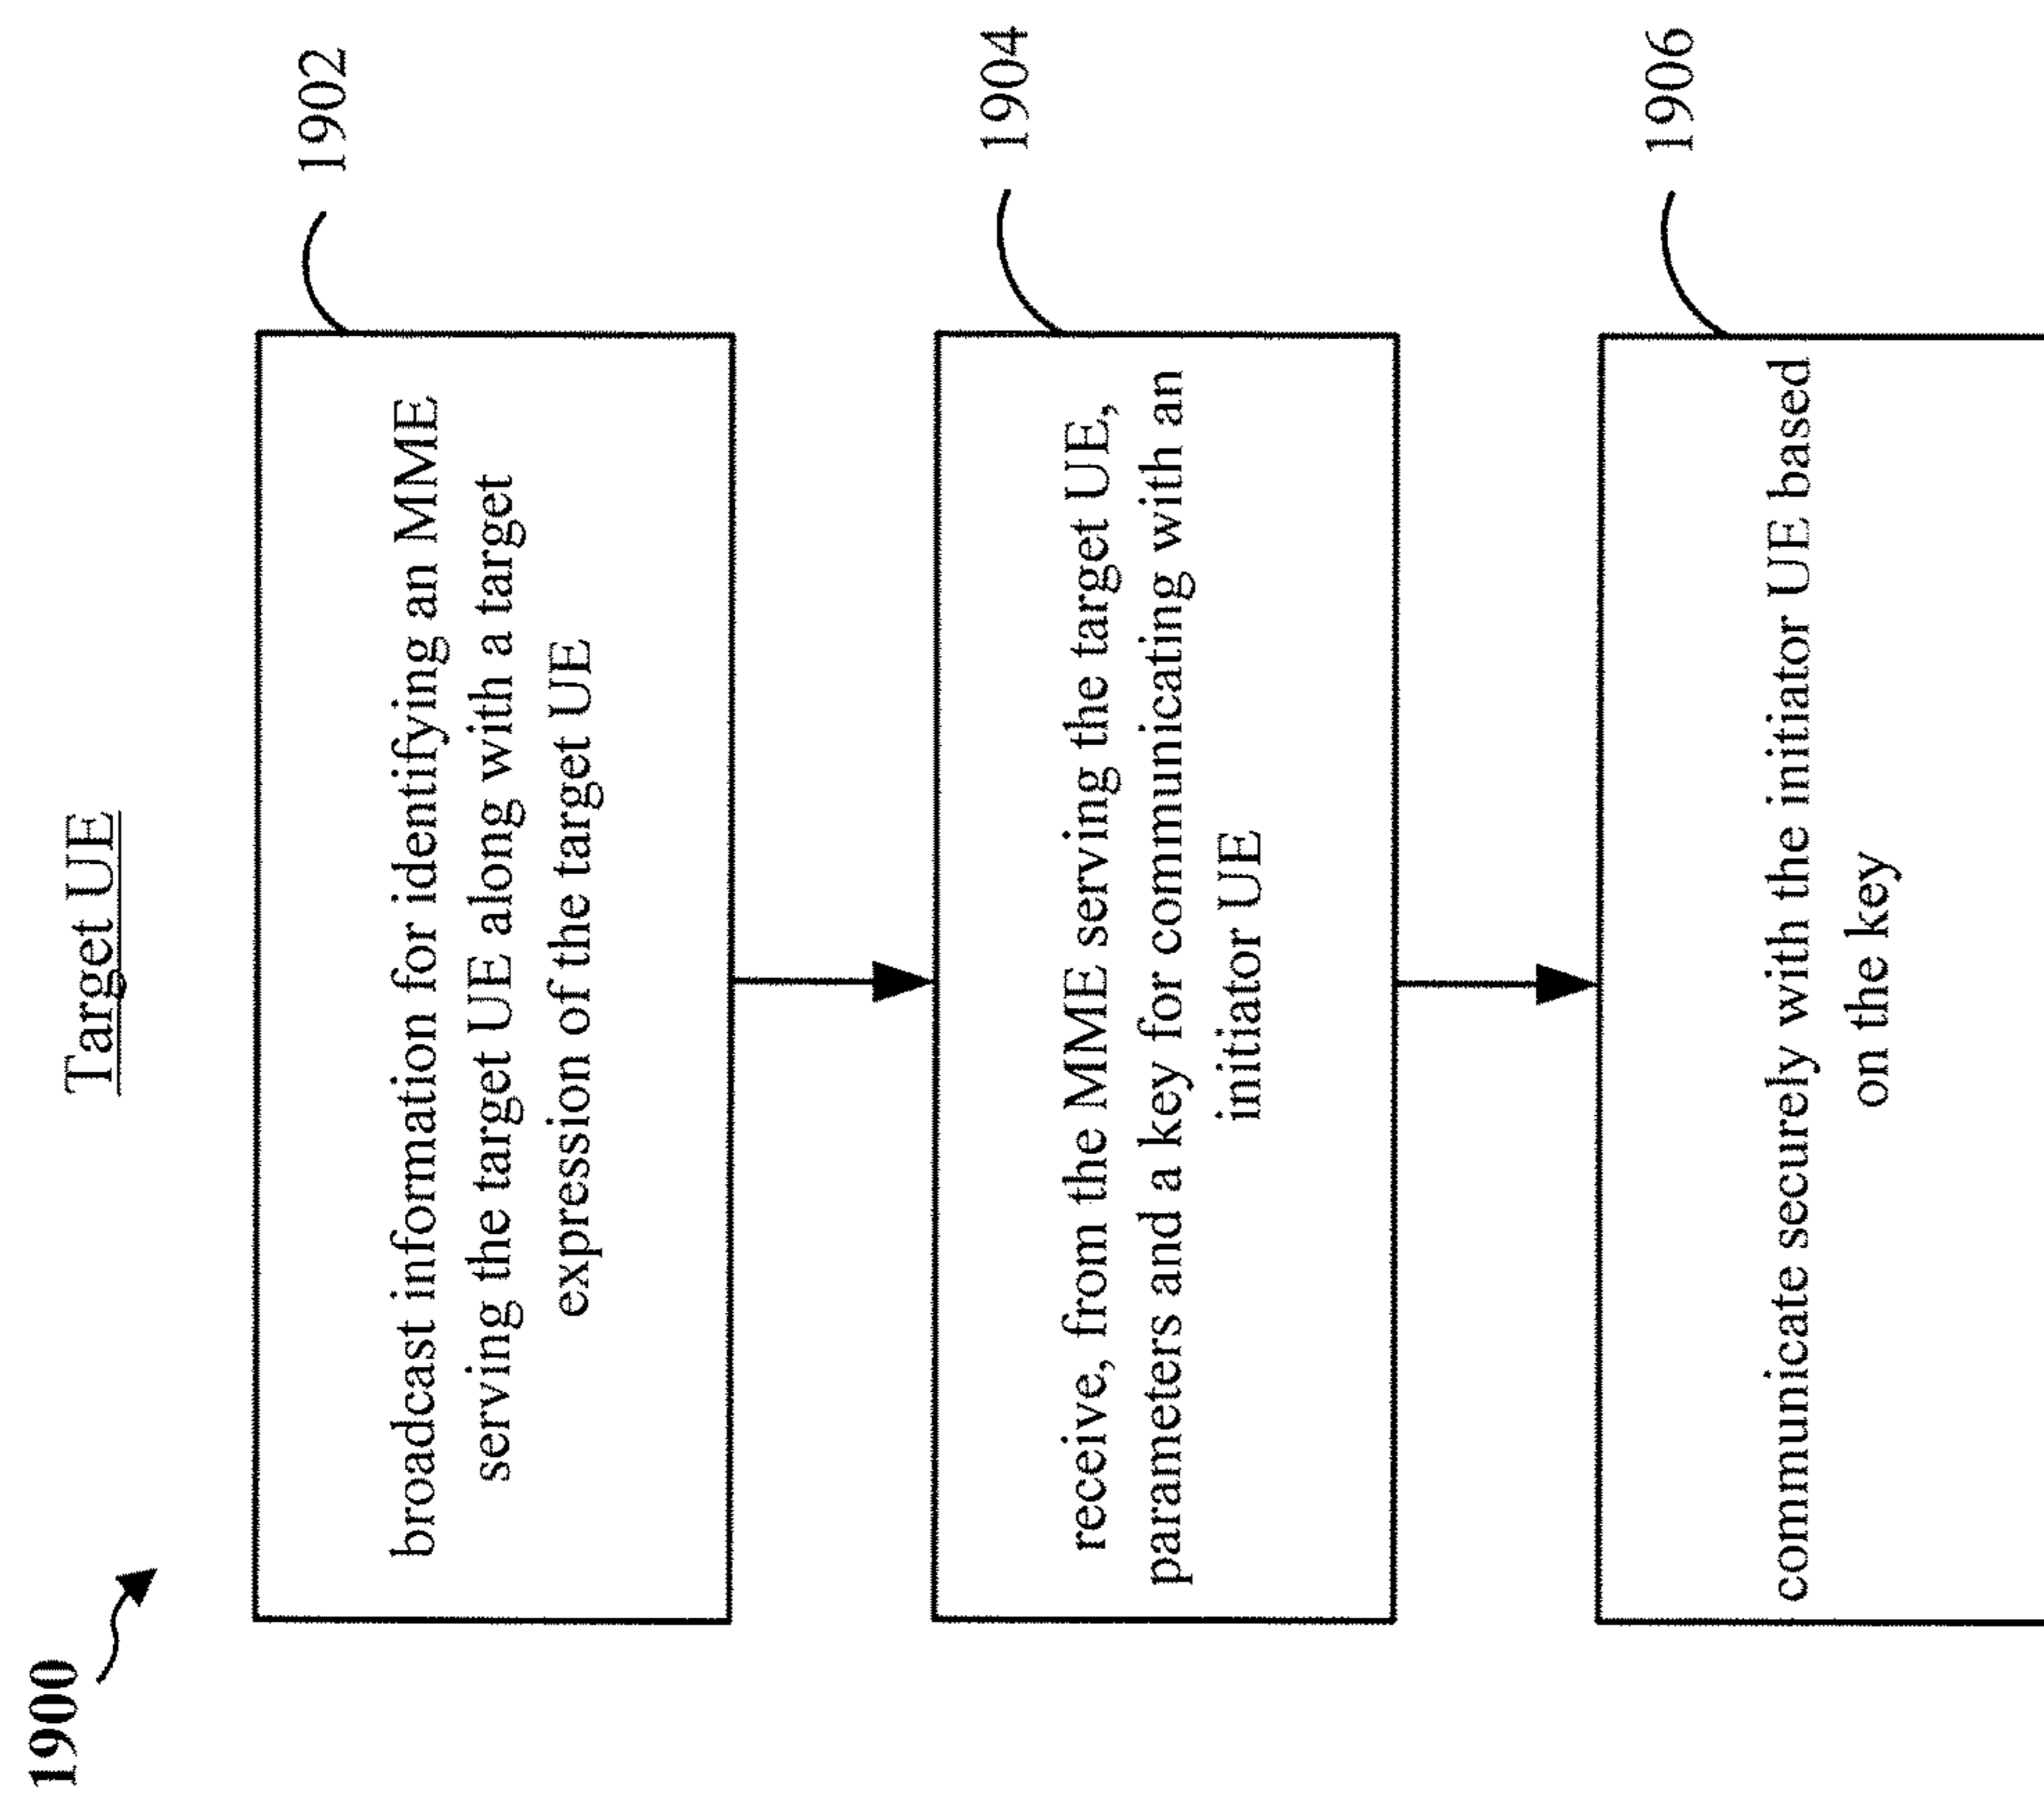 1900
Target UE
broadcast information for identifying an MME
serving the target UE along with a target
expression of the target UE
1902
receive, from the MME serving the target UE,
parameters and a key for communicating with an
initiator UE
1904
communicate securely with the initiator UE based
on the key
1906